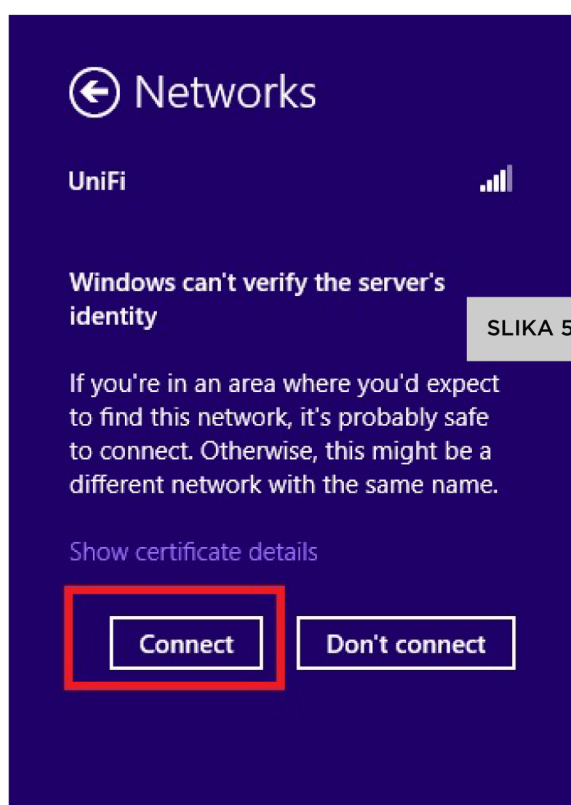 Networks
UniFi
Windows can't verify the server's
identity
SLIKA 5
If you're in an area where you'd expect
to find this network, it's probably safe
to connect. Otherwise, this might be a
different network with the same name.
Show certificate details
Connect
Don't connect